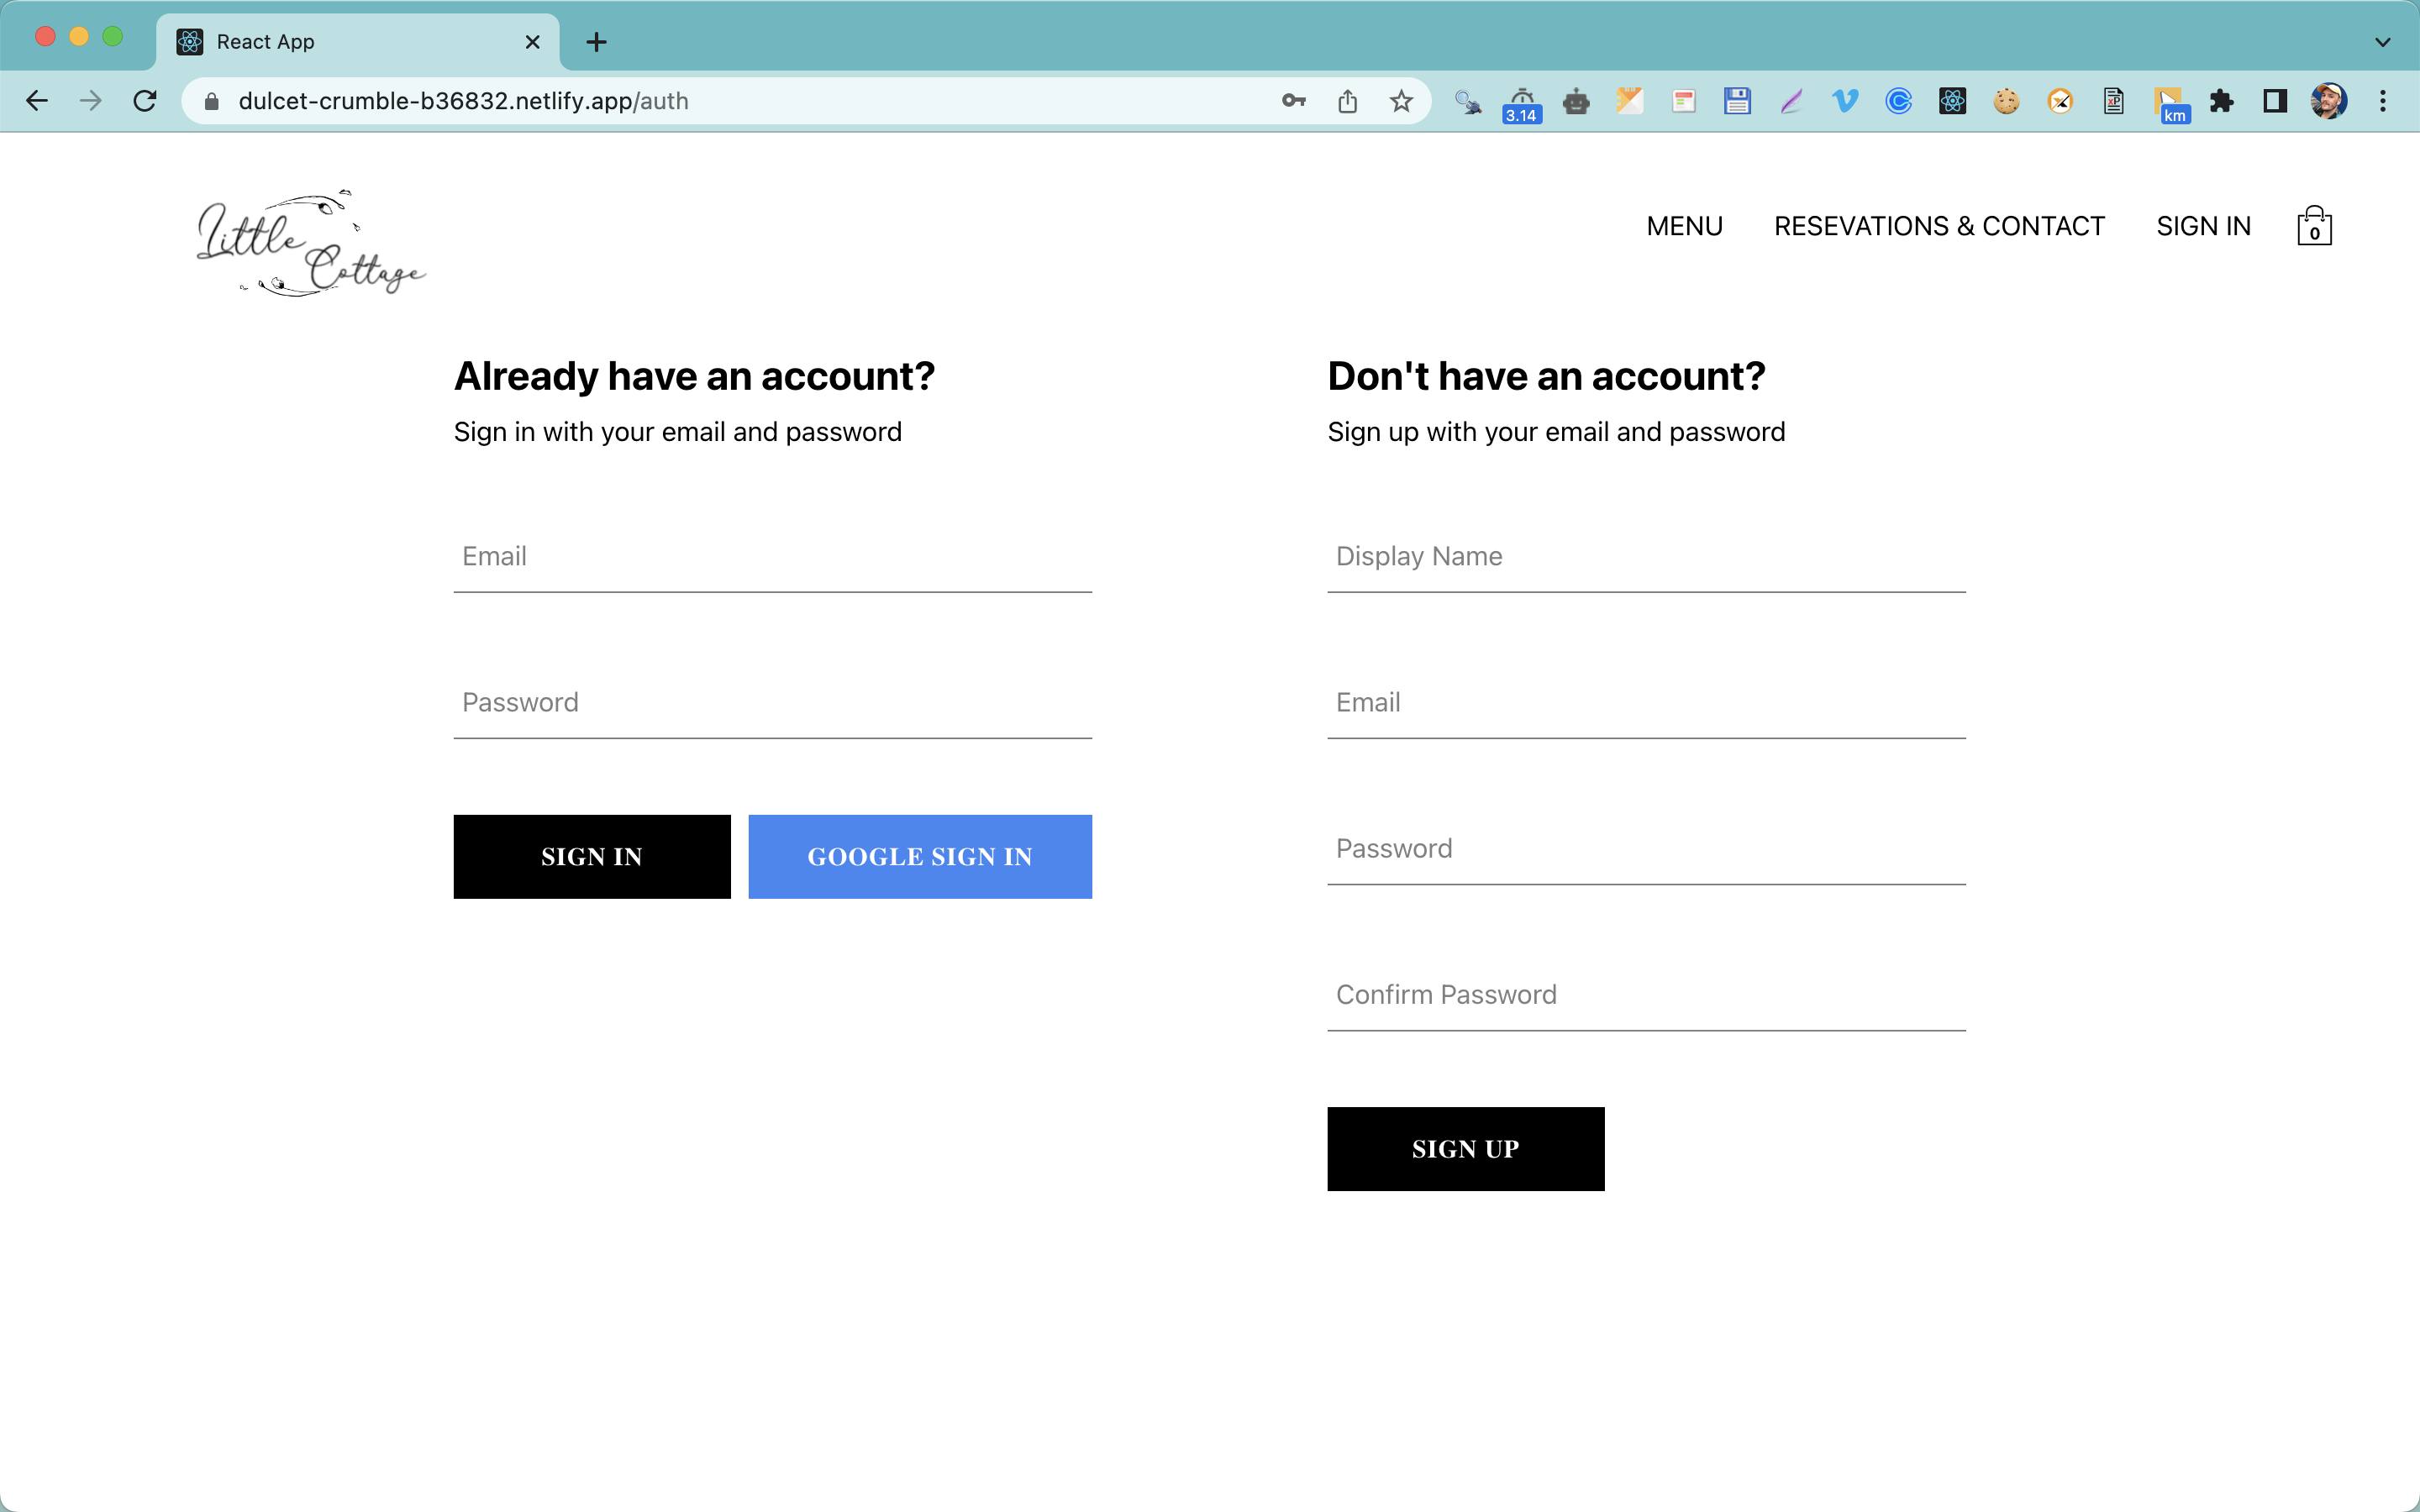 React App
dulcet-crumble-b36832.netlify.app/auth
3.14
XP
km
Little Cottage
MENU RESEVATIONS & CONTACT SIGN IN 0
Already have an account?
Sign in with your email and password
Email
Password
SIGN IN GOOGLE SIGN IN
Don't have an account?
Sign up with your email and password
Display Name
Email
Password
Confirm Password
SIGN UP